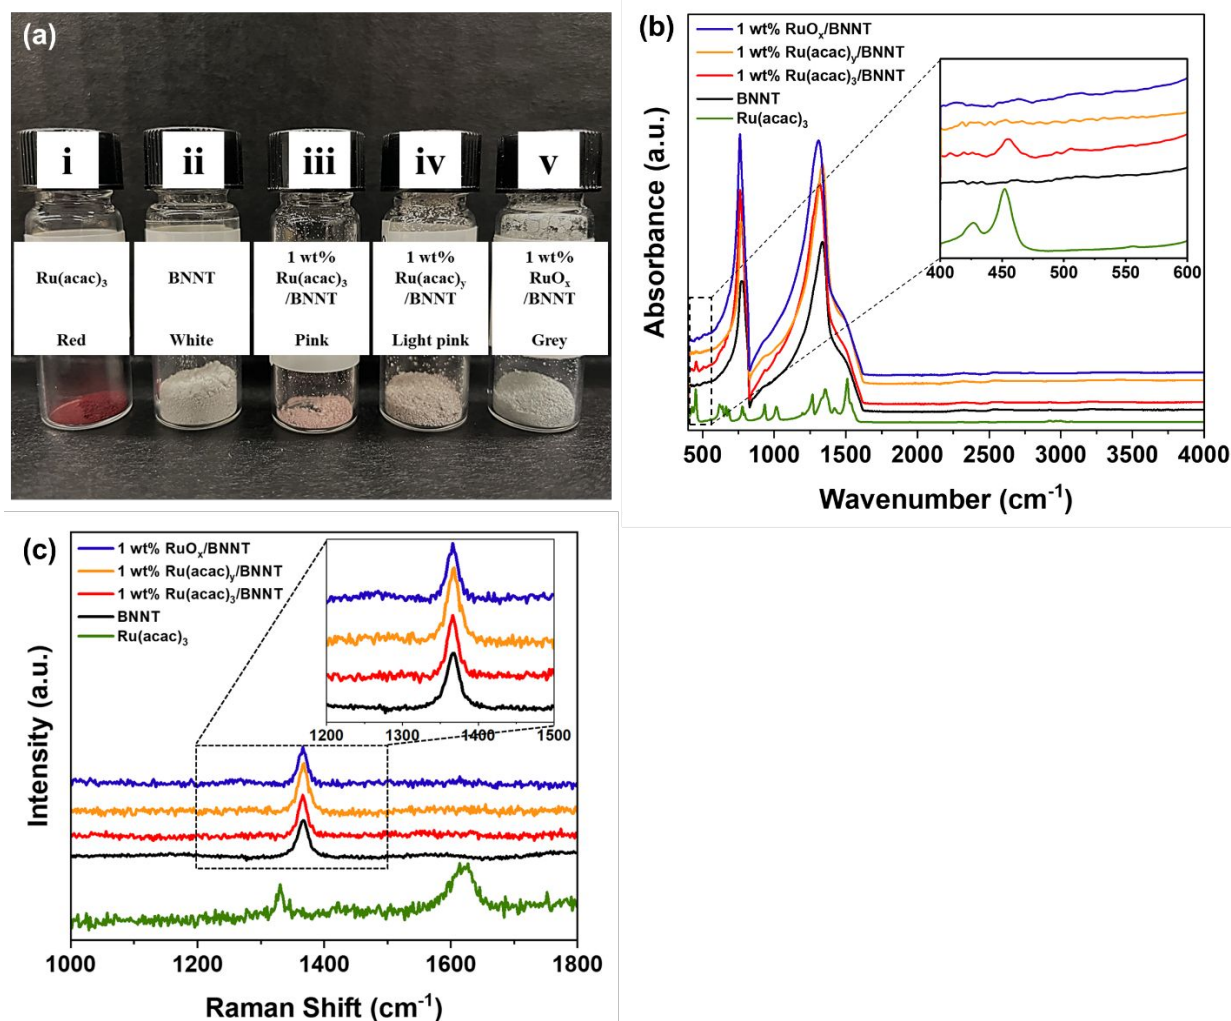 (a)
i
ii
iii
iv
v
Ru(acac)₃
Red
BNNT
White
1 wt%
Ru(acac)₃
/BNNT
Pink
1 wt%
Ru(acac)ᵧ
/BNNT
Light pink
1 wt%
RuOₓ
/BNNT
Grey
(b)
1 wt% RuOₓ/BNNT
1 wt% Ru(acac)ᵧ/BNNT
1 wt% Ru(acac)₃/BNNT
BNNT
Ru(acac)₃
400 450 500 550 600
Absorbance (a.u.)
500 1000 1500 2000 2500 3000 3500 4000
Wavenumber (cm⁻¹)
(c)
1 wt% RuOₓ/BNNT
1 wt% Ru(acac)ᵧ/BNNT
1 wt% Ru(acac)₃/BNNT
BNNT
Ru(acac)₃
1200 1300 1400 1500
Intensity (a.u.)
1000 1200 1400 1600 1800
Raman Shift (cm⁻¹)